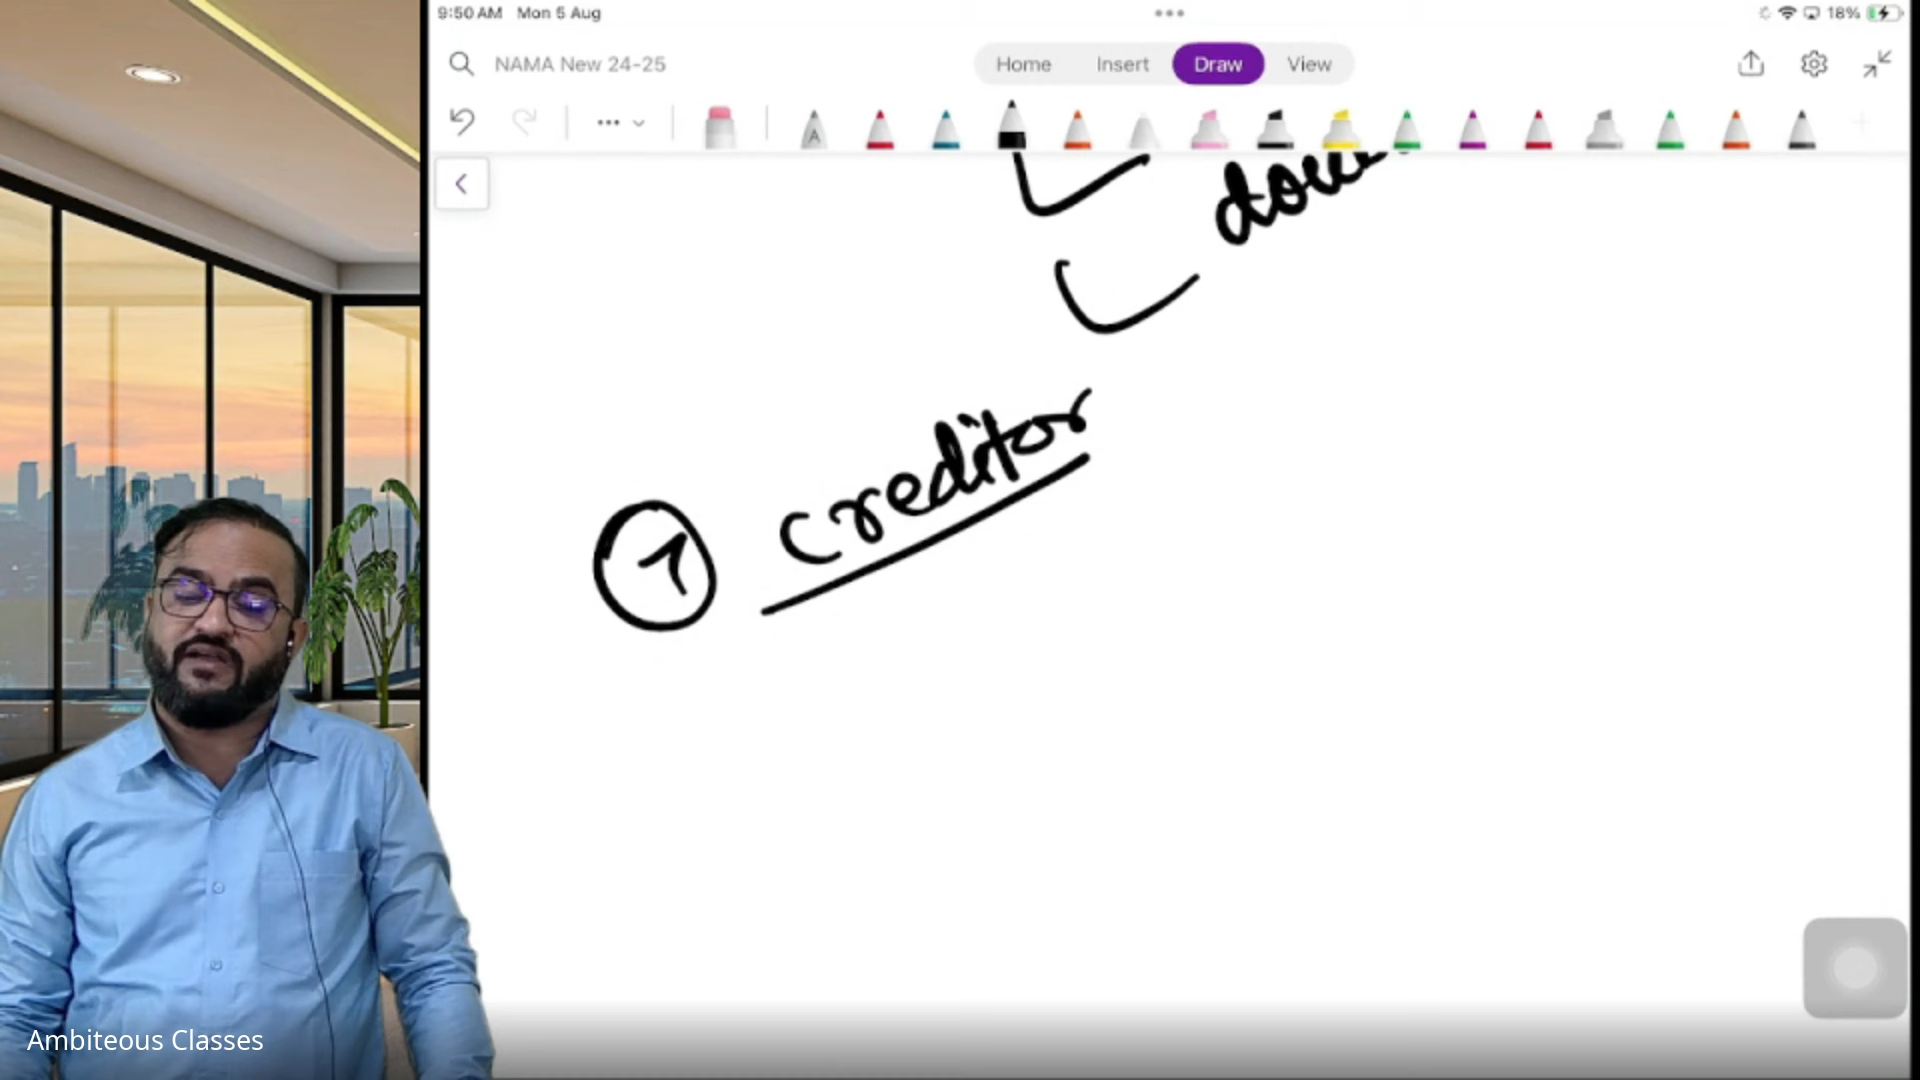 9:50 AM Mon 5 Aug
18%
NAMA New 24-25
Home Insert Draw View
A
7 creditor
Ambiteous Classes